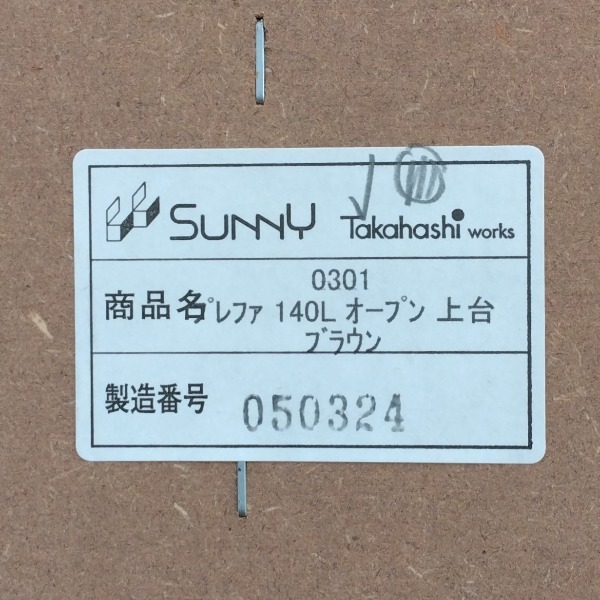 SUNNY Takahashi works
0301
商品名 プレファ 140L オープン 上台
ブラウン
製造番号 050324